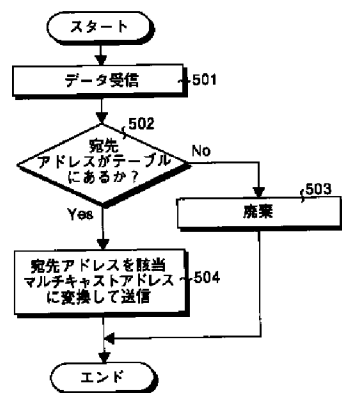 スタート
データ受信
501
502
宛先
アドレスがテーブル
にあるか？
No
Yes
503
廃棄
宛先アドレスを該当
マルチキャストアドレス
に変換して送信
504
エンド